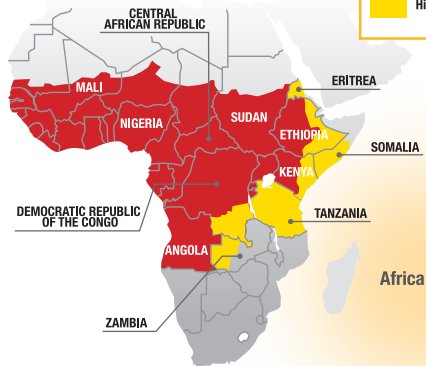 Hi
CENTRAL
AFRICAN REPUBLIC
MALI
ERITREA
NIGERIA
SUDAN
ETHIOPIA
SOMALIA
KENYA
DEMOCRATIC REPUBLIC
OF THE CONGO
TANZANIA
ANGOLA
Africa
ZAMBIA